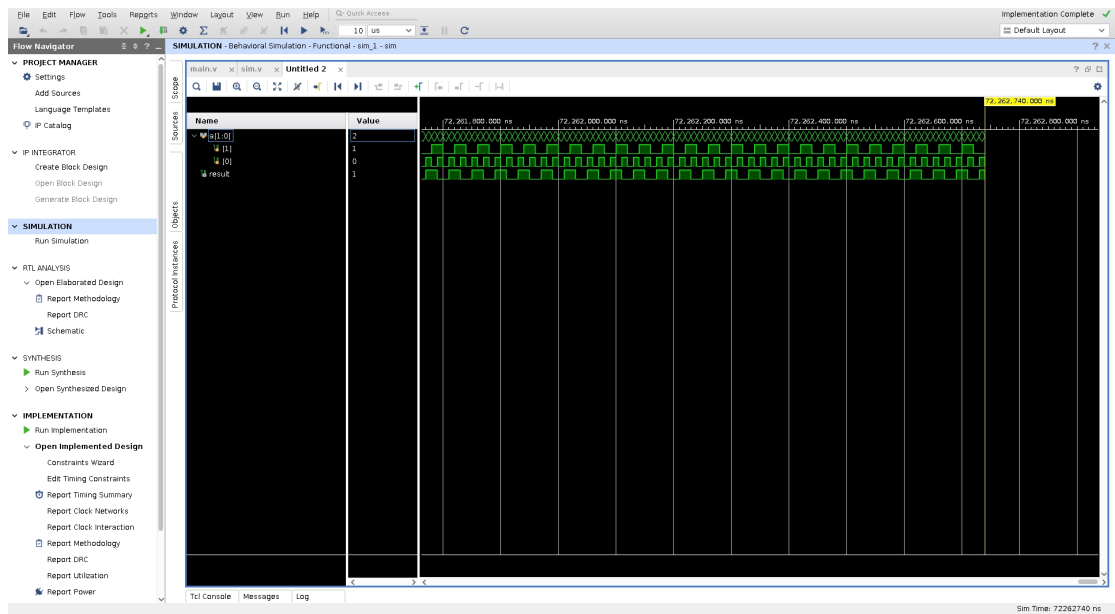 File Edit Flow Tools Reports Window Layout View Run Help Quick Access Implementation Complete
10 us Default Layout
Flow Navigator SIMULATION - Behavioral Simulation - Functional - sim_1 - sim
PROJECT MANAGER
Settings
Add Sources
Language Templates
IP Catalog
IP INTEGRATOR
Create Block Design
Open Block Design
Generate Block Design
SIMULATION
Run Simulation
RTL ANALYSIS
Open Elaborated Design
Report Methodology
Report DRC
Schematic
SYNTHESIS
Run Synthesis
Open Synthesized Design
IMPLEMENTATION
Run Implementation
Open Implemented Design
Constraints Wizard
Edit Timing Constraints
Report Timing Summary
Report Clock Networks
Report Clock Interaction
Report Methodology
Report DRC
Report Utilization
Report Power
Scope
Sources
Objects
Protocol Instances
main.v sim.v Untitled 2
72,262,740.000 ns
Name Value 72,261,800.000 ns 72,262,000.000 ns 72,262,200.000 ns 72,262,400.000 ns 72,262,600.000 ns 72,262,800.000 ns
a[1:0] 2
[1] 1
[0] 0
result 1
Tcl Console Messages Log
Sim Time: 72262740 ns